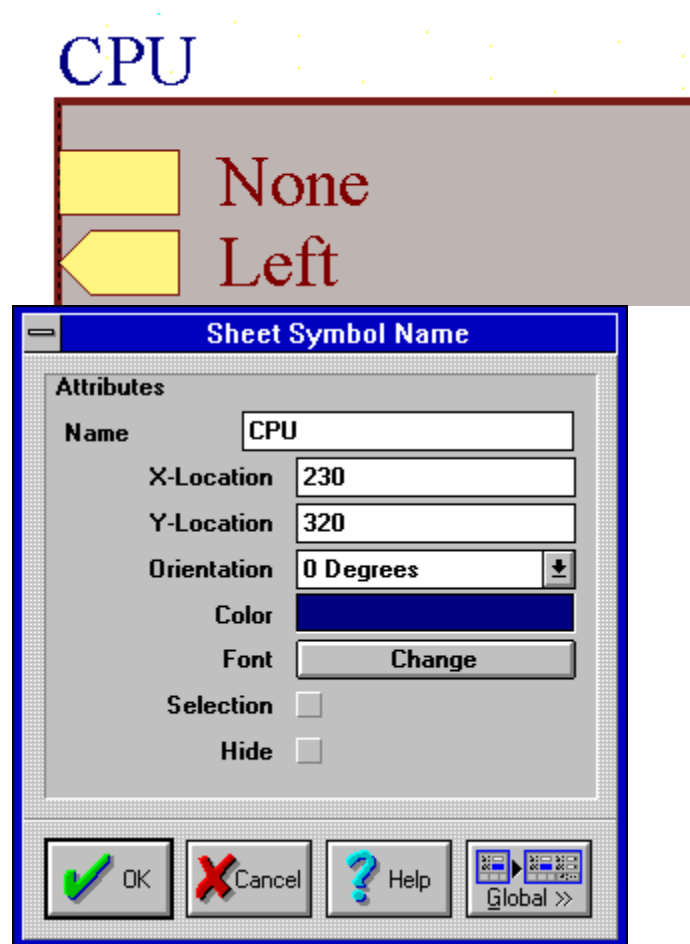 CPU
None
Left
Sheet Symbol Name
Attributes
Name CPU
X-Location 230
Y-Location 320
Orientation 0 Degrees
Color
Font Change
Selection
Hide
OK Cancel Help Global >>